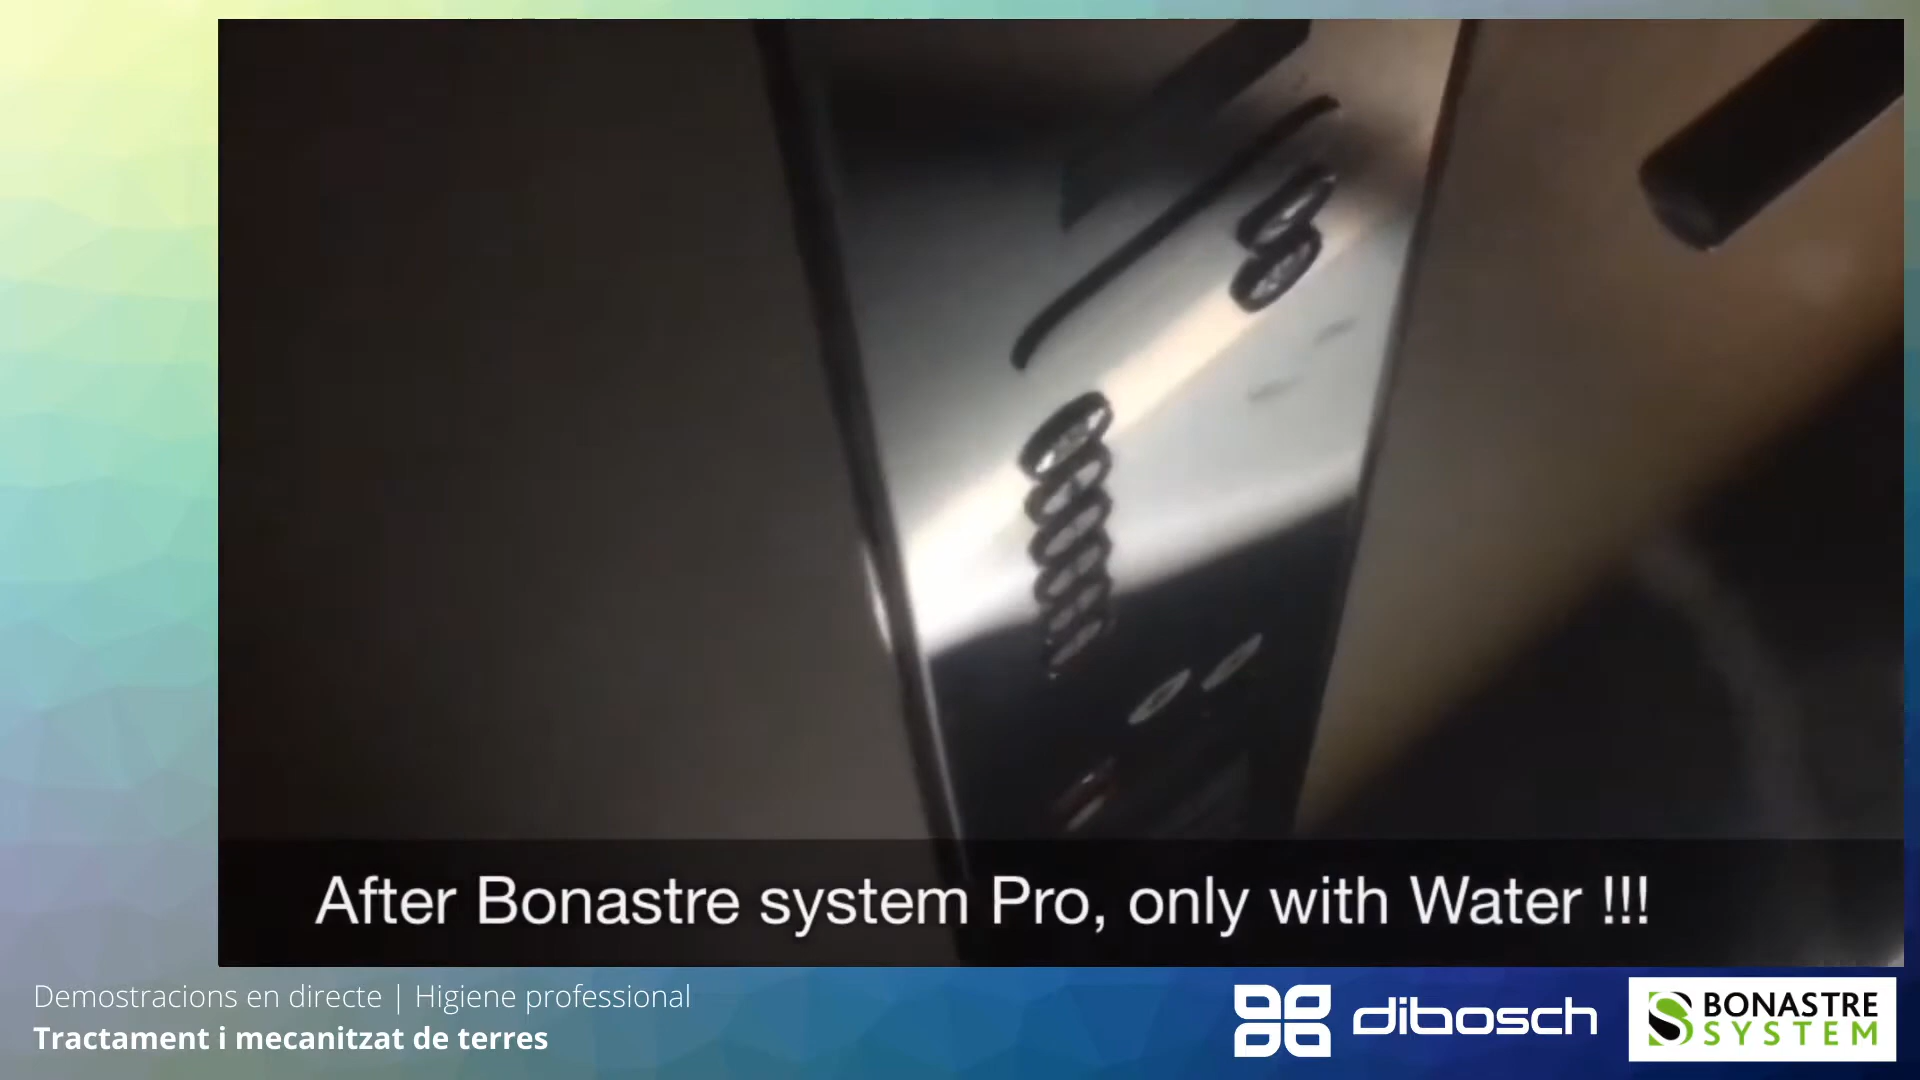 After Bonastre system Pro, only with Water !!!
Demostracions en directe | Higiene professional
Tractament i mecanitzat de terres
dibosch
BONASTRE
SYSTEM